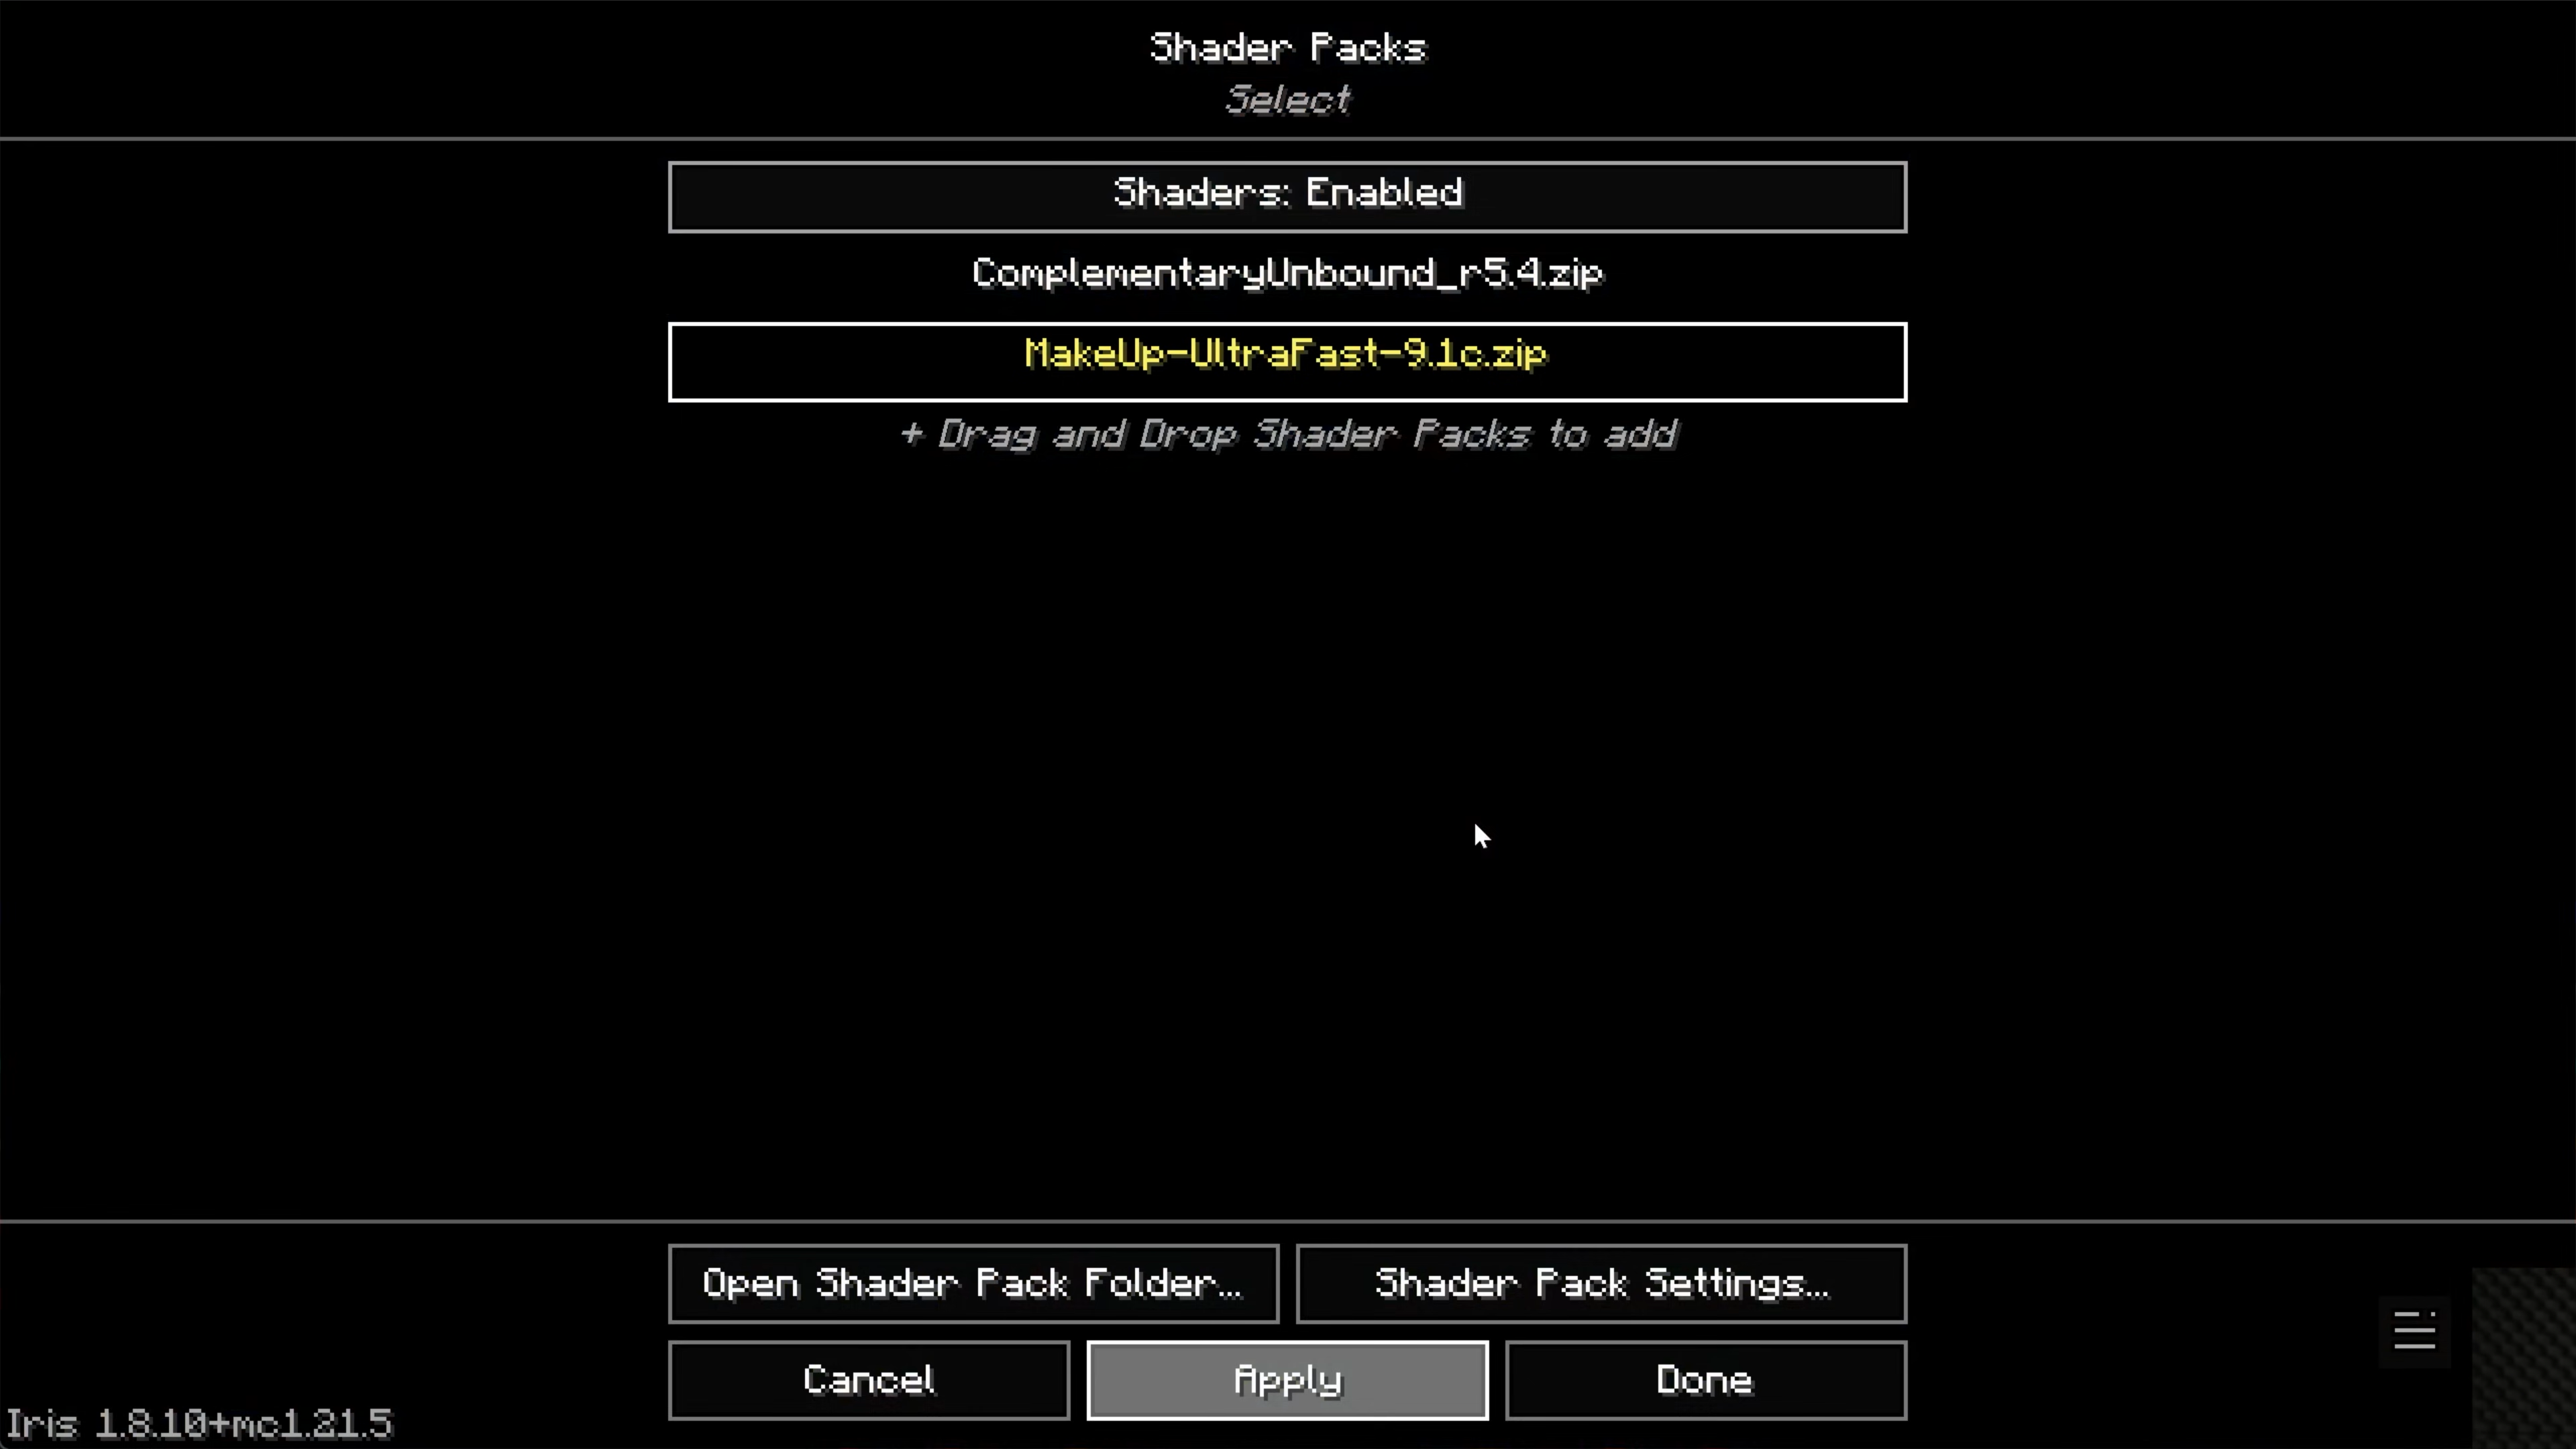 Shader Packs
Select
Shaders: Enabled
ComplementaryUnbound_r5.4.zip
MakeUp-UltraFast-9.1c.zip
+ Drag and Drop Shader Packs to add
Open Shader Pack Folder...
Shader Pack Settings...
Cancel
Apply
Done
Iris 1.8.10+mc1.21.5